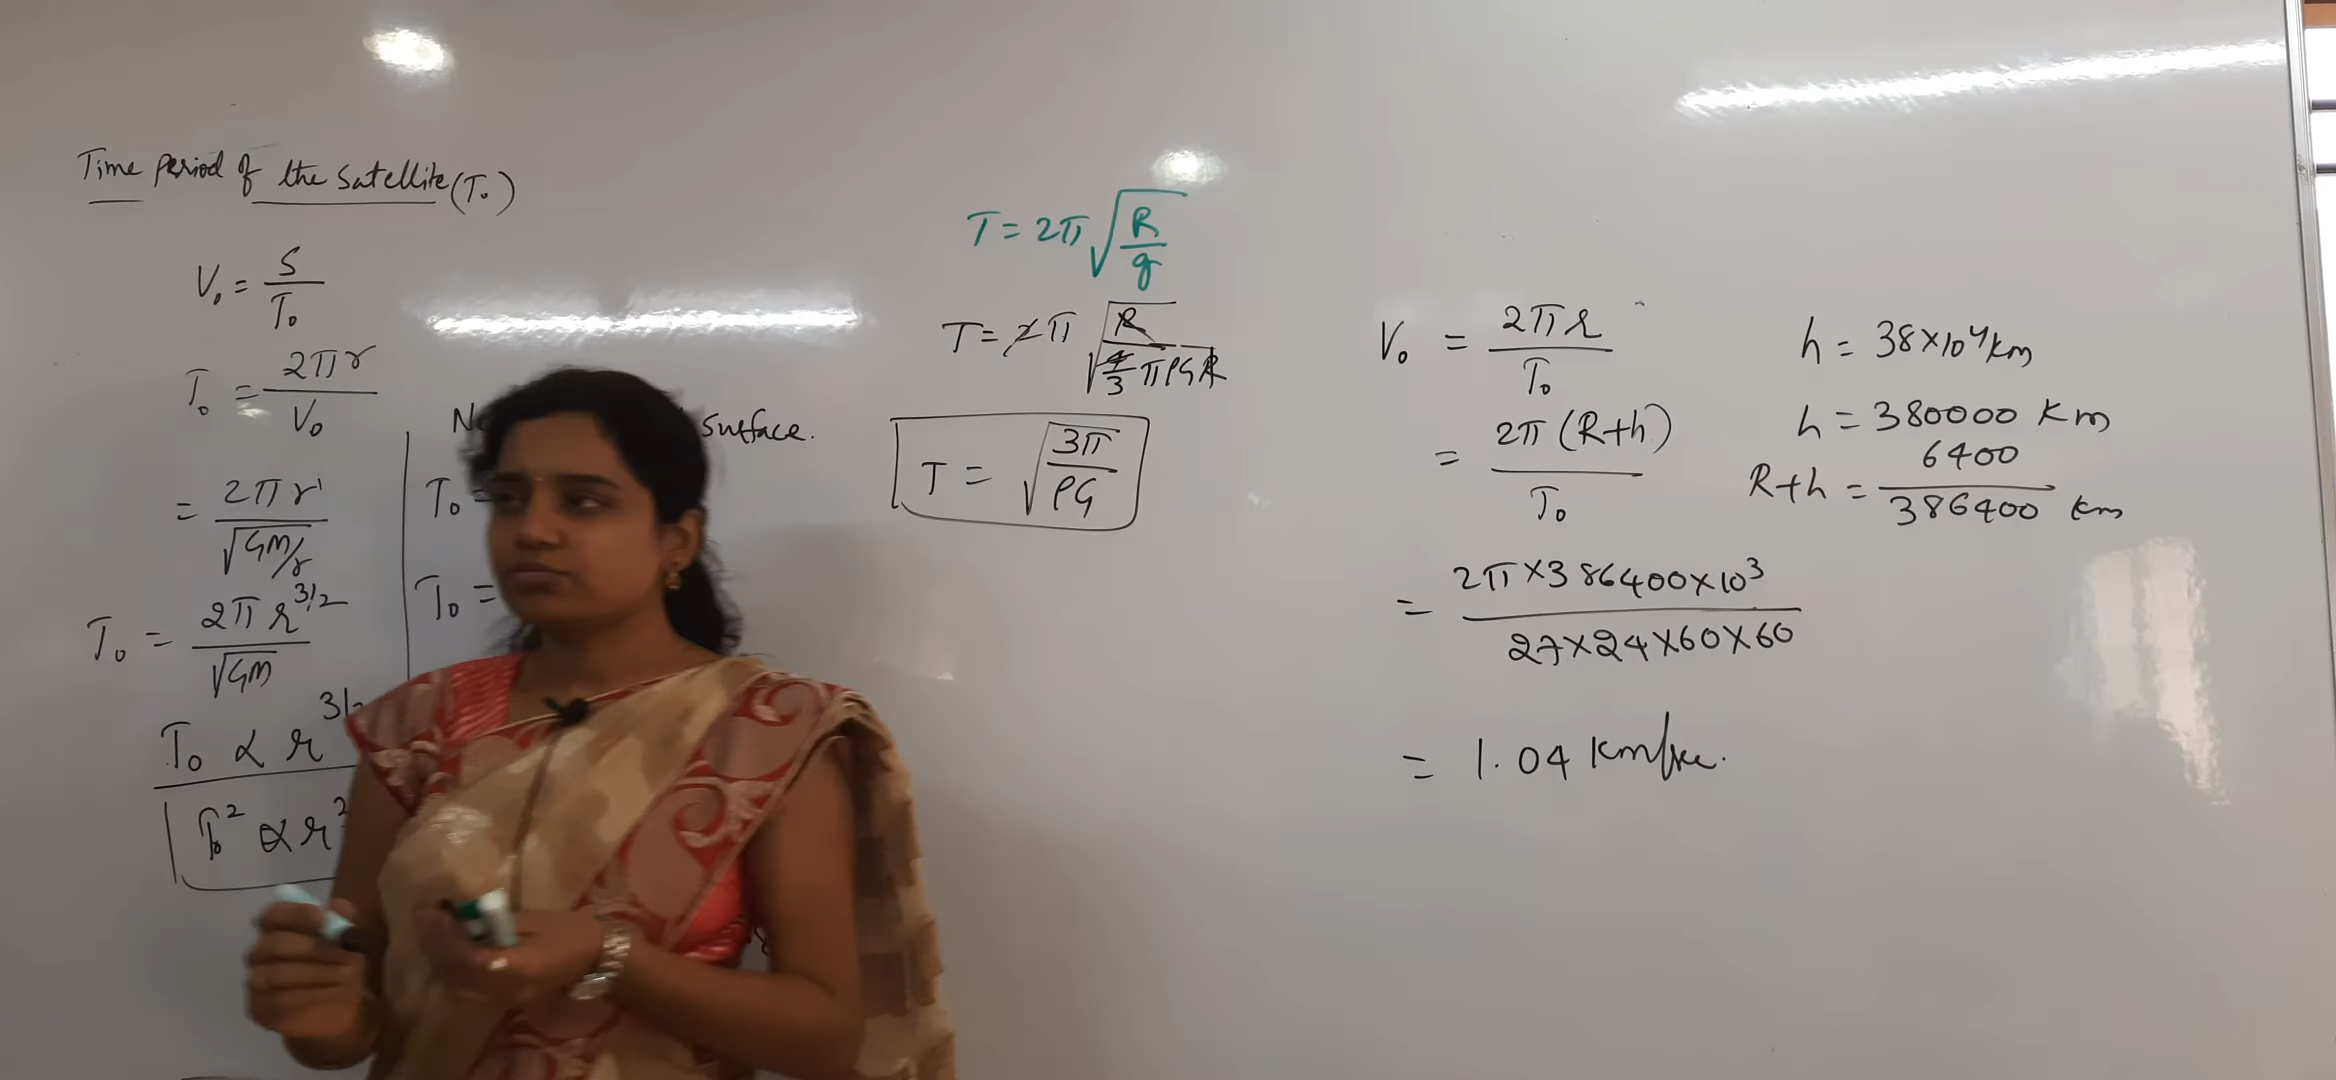 Time period of the satellite (T₀)
V₀ = S / T₀
T₀ = 2πr / V₀
= 2πr / √(GM/r)
T₀ = 2πr^3/2 / √GM
T₀ ∝ r^3/2
T₀² ∝ r
surface.
T₀ =
T₀ =
T = 2π √(R/g)
T = 2π √(R / (4/3 πρGR))
T = √(3π / ρG)
V₀ = 2πr / T₀
= 2π(R+h) / T₀
= 2π×386400×10³ / 27×24×60×60
= 1.04 km/sec.
h = 38×10⁴ km
h = 380000 km
6400
R+h = 386400 km